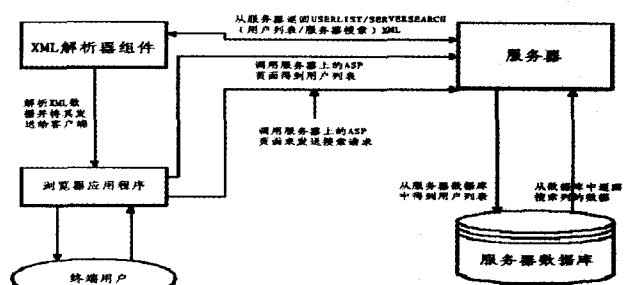 从服务器返回USERLIST/SERVERSEARCH
(用户列表/服务器搜索)XML
XML解析器组件
服务器
调用服务器上的ASP
页面得到用户列表
解析XML数
据并将其发
送给客户端
调用服务器上的ASP
页面来发送搜索请求
浏览器应用程序
从服务器数据库
中得到用户列表
从数据库中返回
搜索到的数据
服务器数据库
终端用户